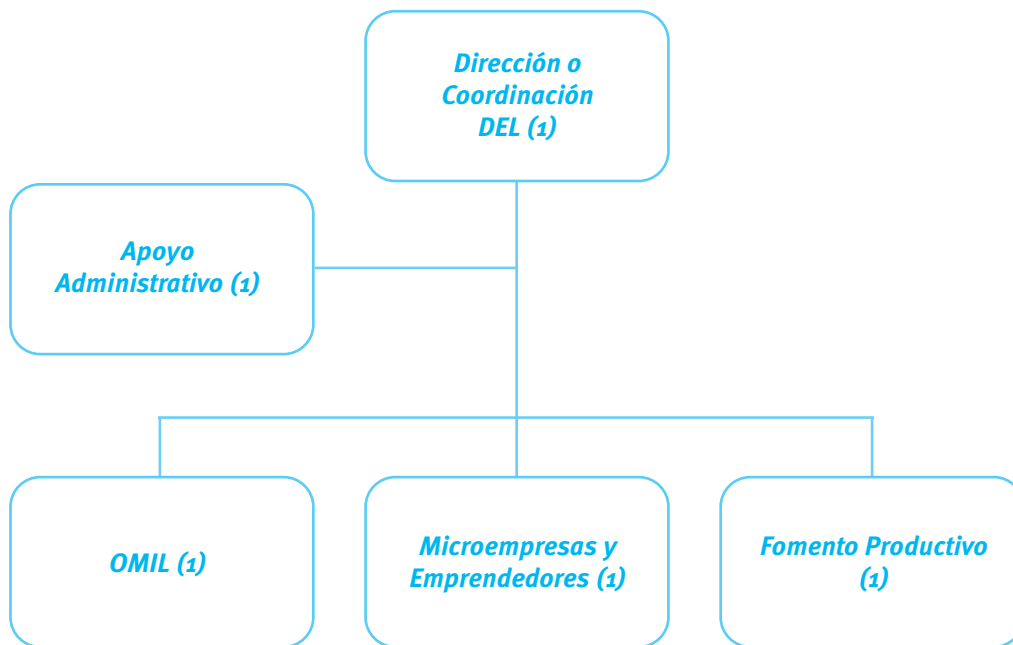 Dirección o
Coordinación
DEL (1)
Apoyo
Administrativo (1)
OMIL (1)
Microempresas y
Emprendedores (1)
Fomento Productivo
(1)